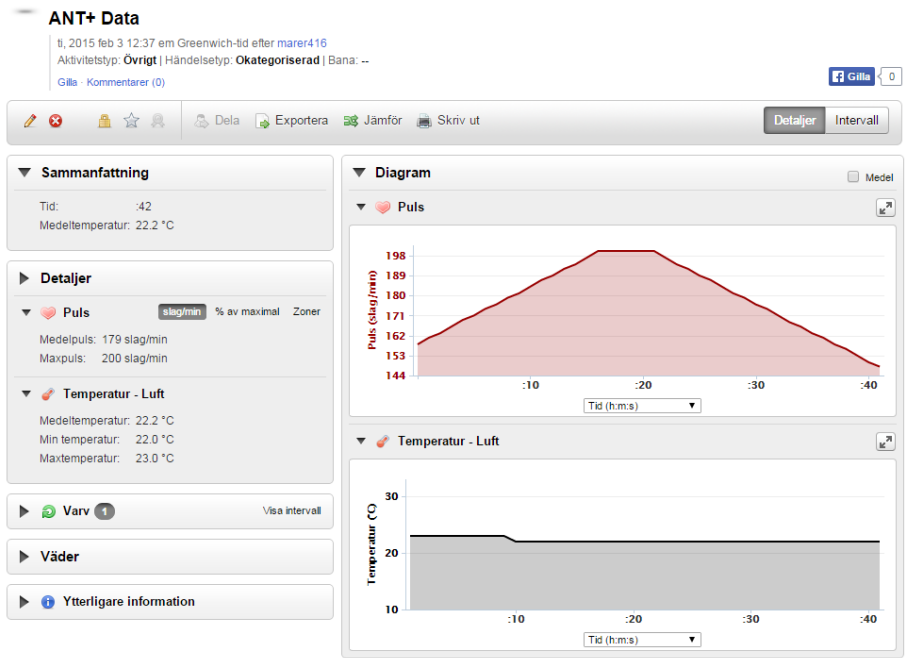 ANT+ Data
ti, 2015 feb 3 12:37 em Greenwich-tid efter marer416
Aktivitetstyp: Övrigt | Händelsetyp: Okategoriserad | Bana: --
Gilla · Kommentarer (0)
Gilla 0
Dela Exportera Jämför Skriv ut Detaljer Intervall
Sammanfattning
Tid: :42
Medeltemperatur: 22.2 °C
Detaljer
Puls slag/min % av maximal Zoner
Medelpuls: 179 slag/min
Maxpuls: 200 slag/min
Temperatur - Luft
Medeltemperatur: 22.2 °C
Min temperatur: 22.0 °C
Maxtemperatur: 23.0 °C
Varv 1 Visa intervall
Väder
Ytterligare information
Diagram Medel
Puls
Puls (slag/min)
198
189
180
171
162
153
144
:10 :20 :30 :40
Tid (h:m:s)
Temperatur - Luft
Temperatur (°C)
30
20
10
:10 :20 :30 :40
Tid (h:m:s)